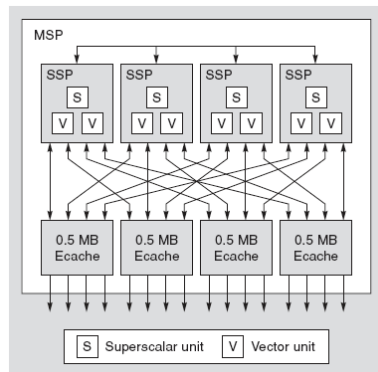 MSP
SSP SSP SSP SSP
S S S S
V V V V V V V V
0.5 MB 0.5 MB 0.5 MB 0.5 MB
Ecache Ecache Ecache Ecache
S Superscalar unit V Vector unit